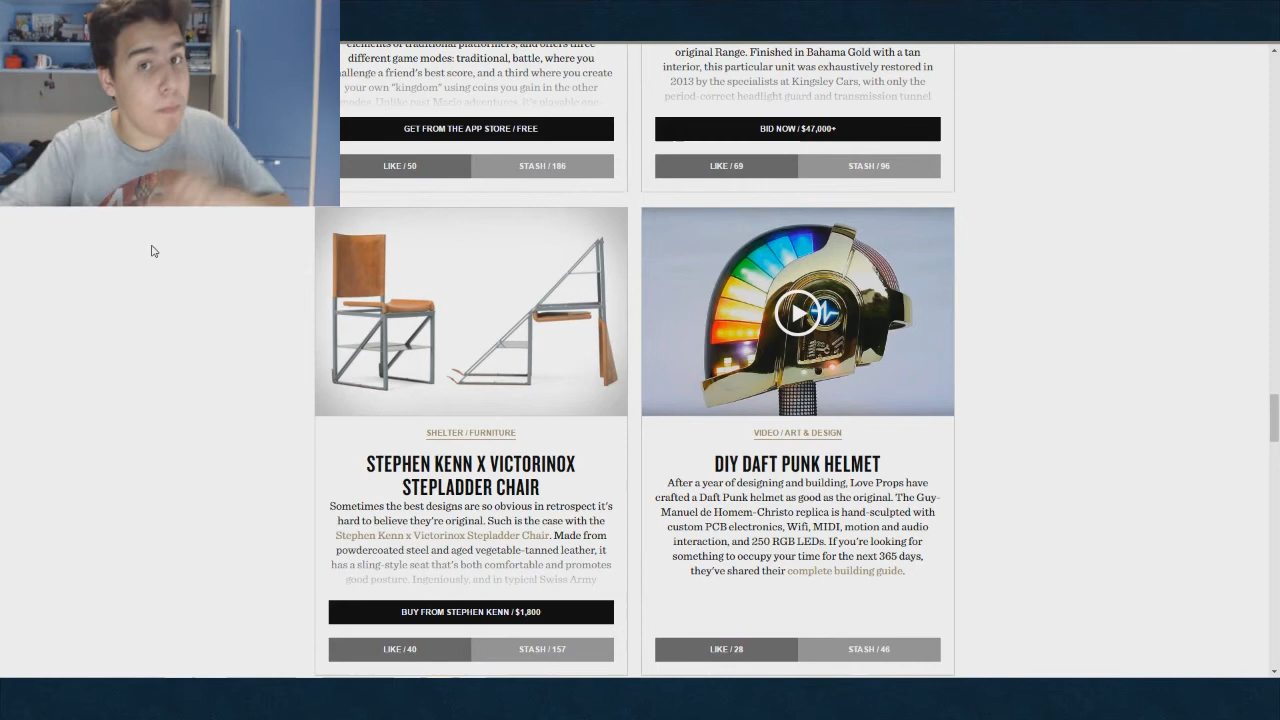 elements of traditional platformers, and offers three
different game modes: traditional, battle, where you
challenge a friend's best score, and a third where you create
your own "kingdom" using coins you gain in the other
modes. Unlike past Mario adventures, it's playable one-
GET FROM THE APP STORE / FREE
LIKE / 50
STASH / 186
original Range. Finished in Bahama Gold with a tan
interior, this particular unit was exhaustively restored in
2013 by the specialists at Kingsley Cars, with only the
period-correct headlight guard and transmission tunnel
BID NOW / $47,000+
LIKE / 69
STASH / 96
SHELTER / FURNITURE
STEPHEN KENN X VICTORINOX
STEPLADDER CHAIR
Sometimes the best designs are so obvious in retrospect it's
hard to believe they're original. Such is the case with the
Stephen Kenn x Victorinox Stepladder Chair. Made from
powdercoated steel and aged vegetable-tanned leather, it
has a sling-style seat that's both comfortable and promotes
good posture. Ingeniously, and in typical Swiss Army
BUY FROM STEPHEN KENN / $1,800
LIKE / 40
STASH / 157
VIDEO / ART & DESIGN
DIY DAFT PUNK HELMET
After a year of designing and building, Love Props have
crafted a Daft Punk helmet as good as the original. The Guy-
Manuel de Homem-Christo replica is hand-sculpted with
custom PCB electronics, Wifi, MIDI, motion and audio
interaction, and 250 RGB LEDs. If you're looking for
something to occupy your time for the next 365 days,
they've shared their complete building guide.
LIKE / 28
STASH / 46